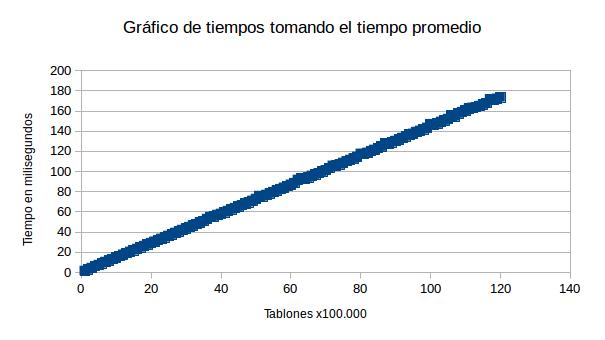 Gráfico de tiempos tomando el tiempo promedio
200
180
160
140
120
100
80
60
40
20
0
Tiempo en milisegundos
0 20 40 60 80 100 120 140
Tablones x100.000